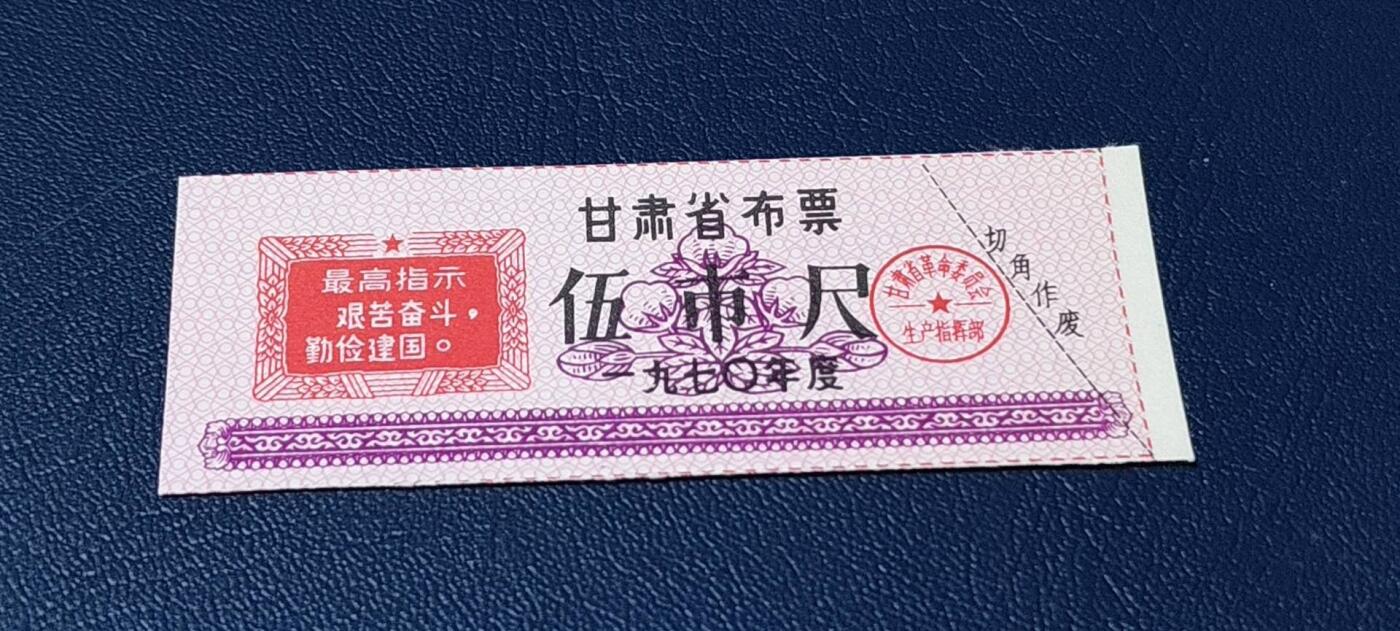 甘肃省布票
最高指示
艰苦奋斗，
勤俭建国。
伍市尺
一九七〇年度
甘肃省革命委员会
生产指挥部
切角作废